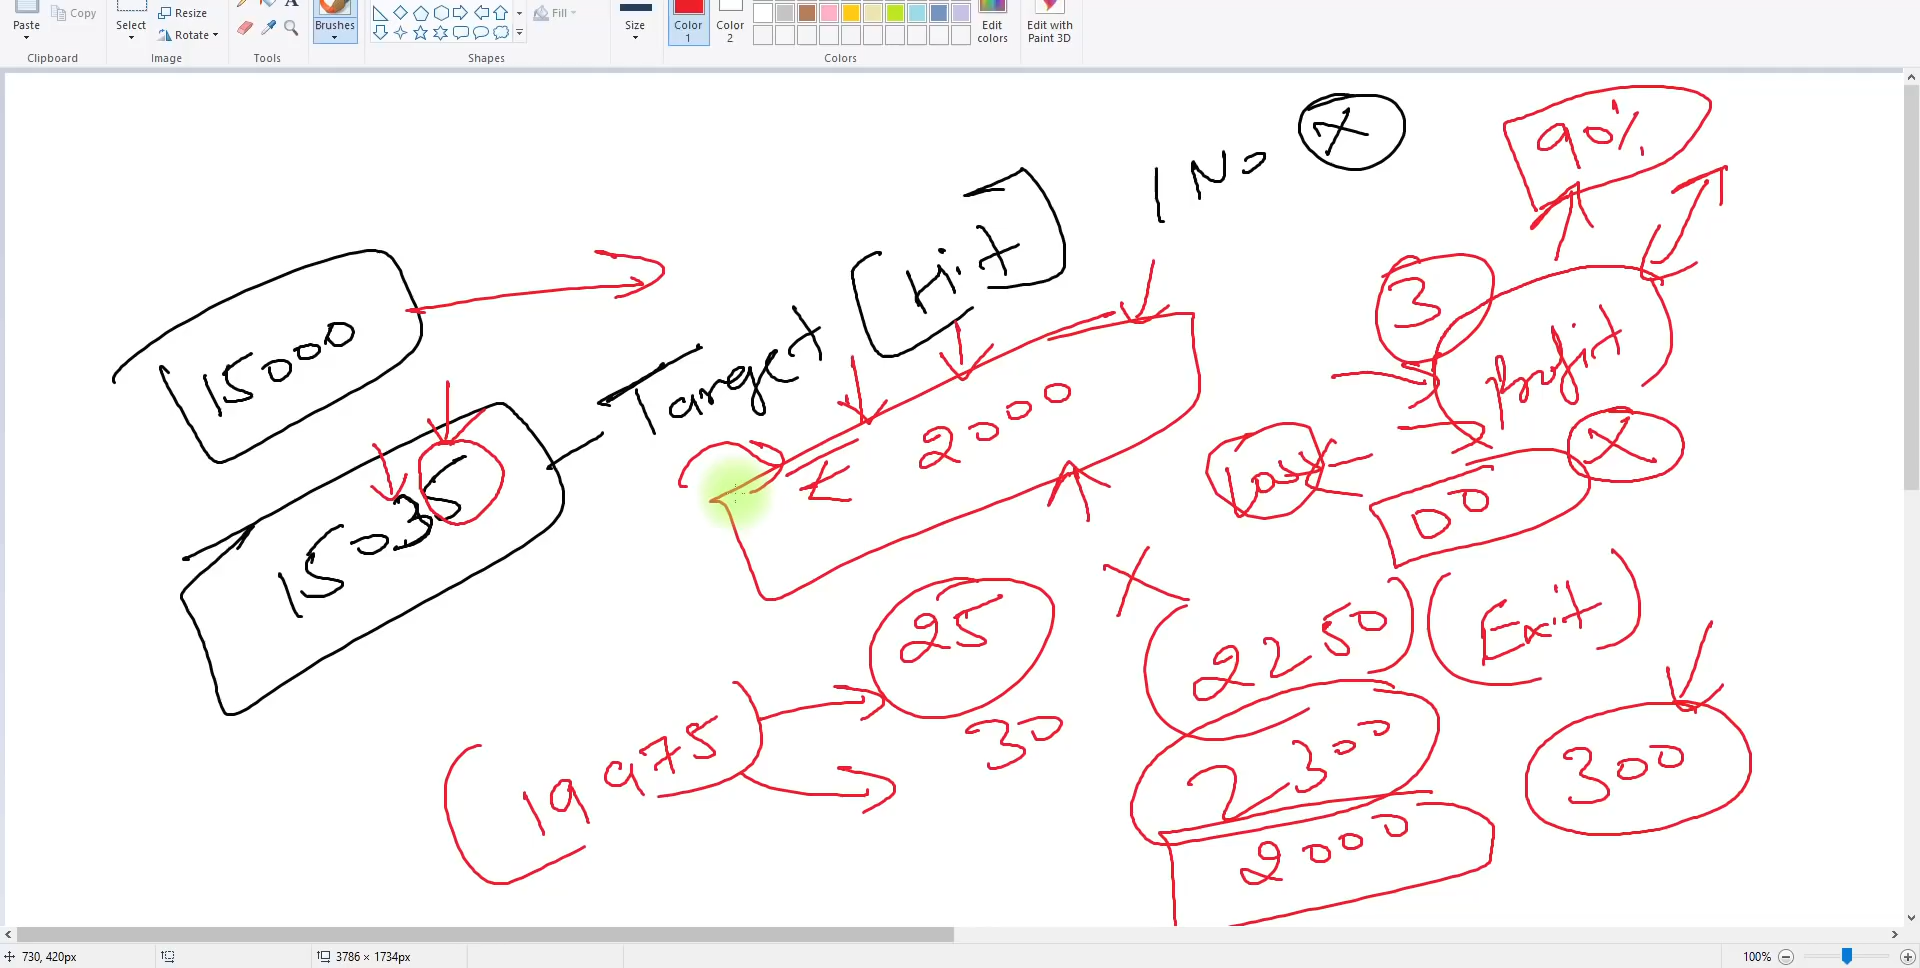 Paste
Copy
Clipboard
Select
Resize
Rotate
Image
A
Tools
Brushes
Fill
Shapes
Size
Color
1
Color
2
Edit
colors
Colors
Edit with
Paint 3D
1 No X
90%
15000
Target
Hit
3
Profit
2000
X
Loss
00
15035
25
X
2250
Exit
30
19975
2300
300
2000
730, 420px
3786 × 1734px
100%